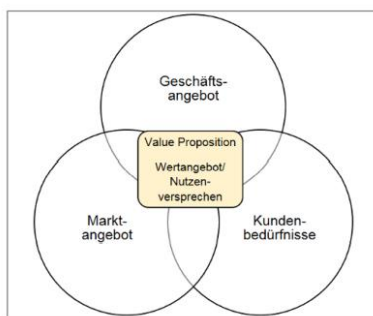 Geschäfts-
angebot
Value Proposition
Wertangebot/
Nutzen-
versprechen
Markt-
angebot
Kunden-
bedürfnisse